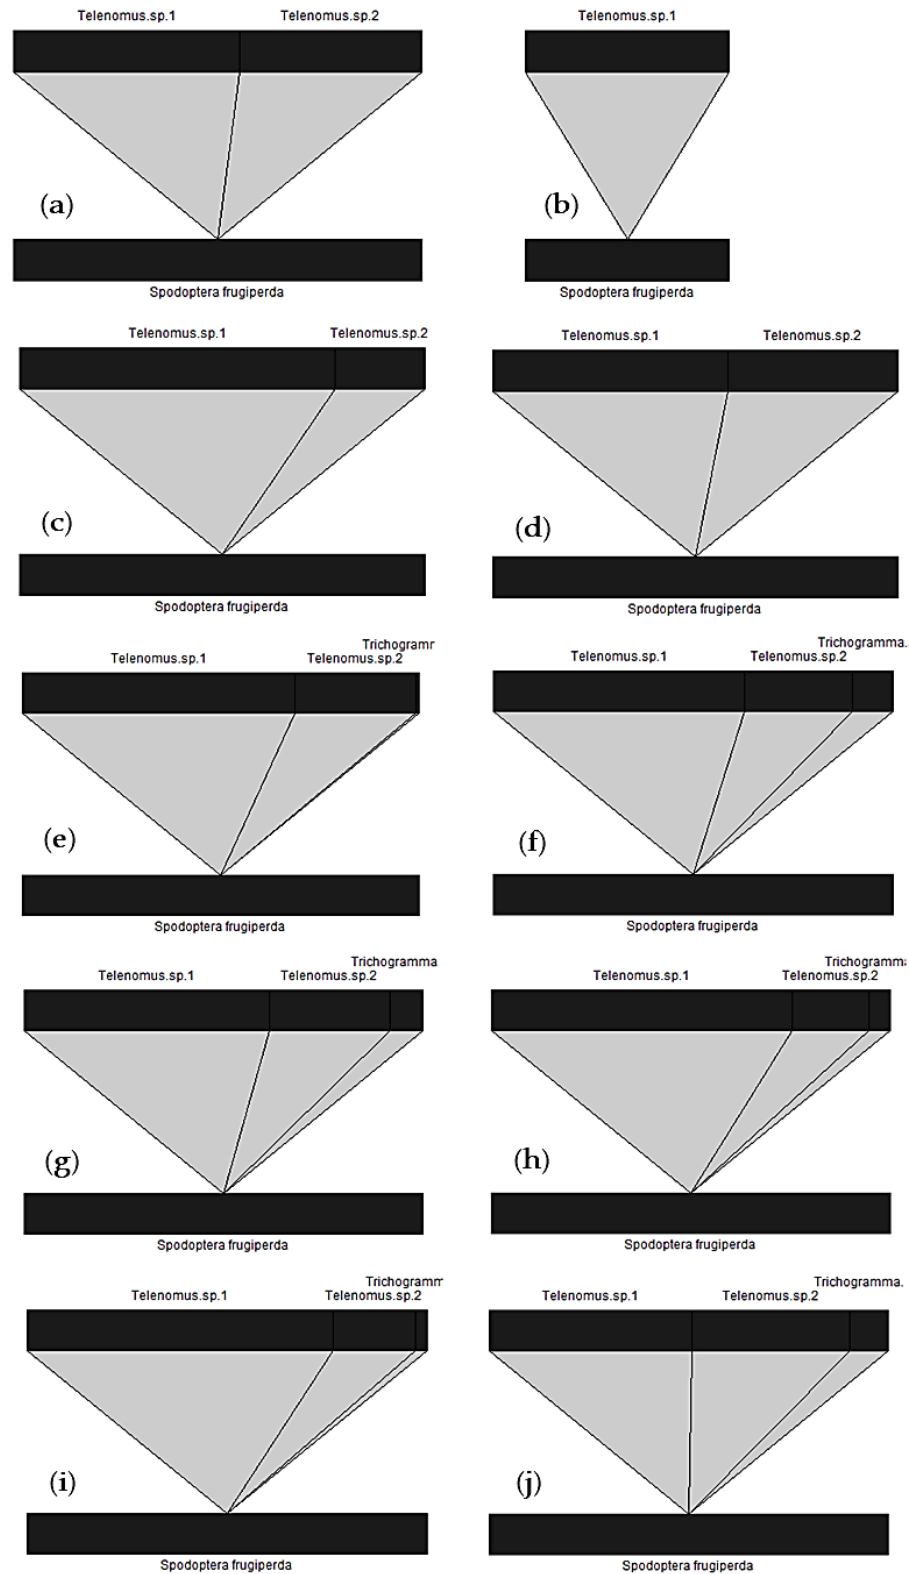 Telenomus.sp.1 Telenomus.sp.2
(a)
Spodoptera frugiperda
Telenomus.sp.1
(b)
Spodoptera frugiperda
Telenomus.sp.1 Telenomus.sp.2
(c)
Spodoptera frugiperda
Telenomus.sp.1 Telenomus.sp.2
(d)
Spodoptera frugiperda
Trichogramr
Telenomus.sp.1 Telenomus.sp.2
(e)
Spodoptera frugiperda
Trichogramma.
Telenomus.sp.1 Telenomus.sp.2
(f)
Spodoptera frugiperda
Trichogramma
Telenomus.sp.1 Telenomus.sp.2
(g)
Spodoptera frugiperda
Trichogramma
Telenomus.sp.1 Telenomus.sp.2
(h)
Spodoptera frugiperda
Trichogramm
Telenomus.sp.1 Telenomus.sp.2
(i)
Spodoptera frugiperda
Trichogramma.
Telenomus.sp.1 Telenomus.sp.2
(j)
Spodoptera frugiperda